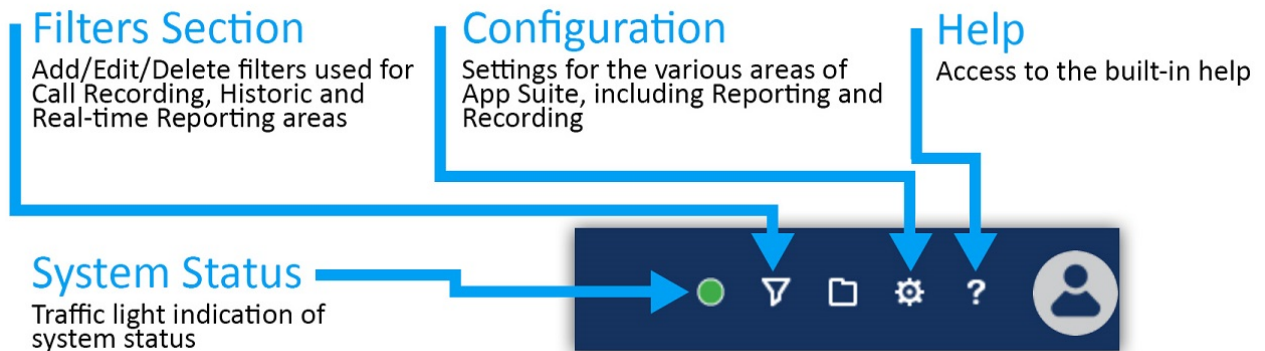 Filters Section
Add/Edit/Delete filters used for
Call Recording, Historic and
Real-time Reporting areas
Configuration
Settings for the various areas of
App Suite, including Reporting and
Recording
Help
Access to the built-in help
System Status
Traffic light indication of
system status
?